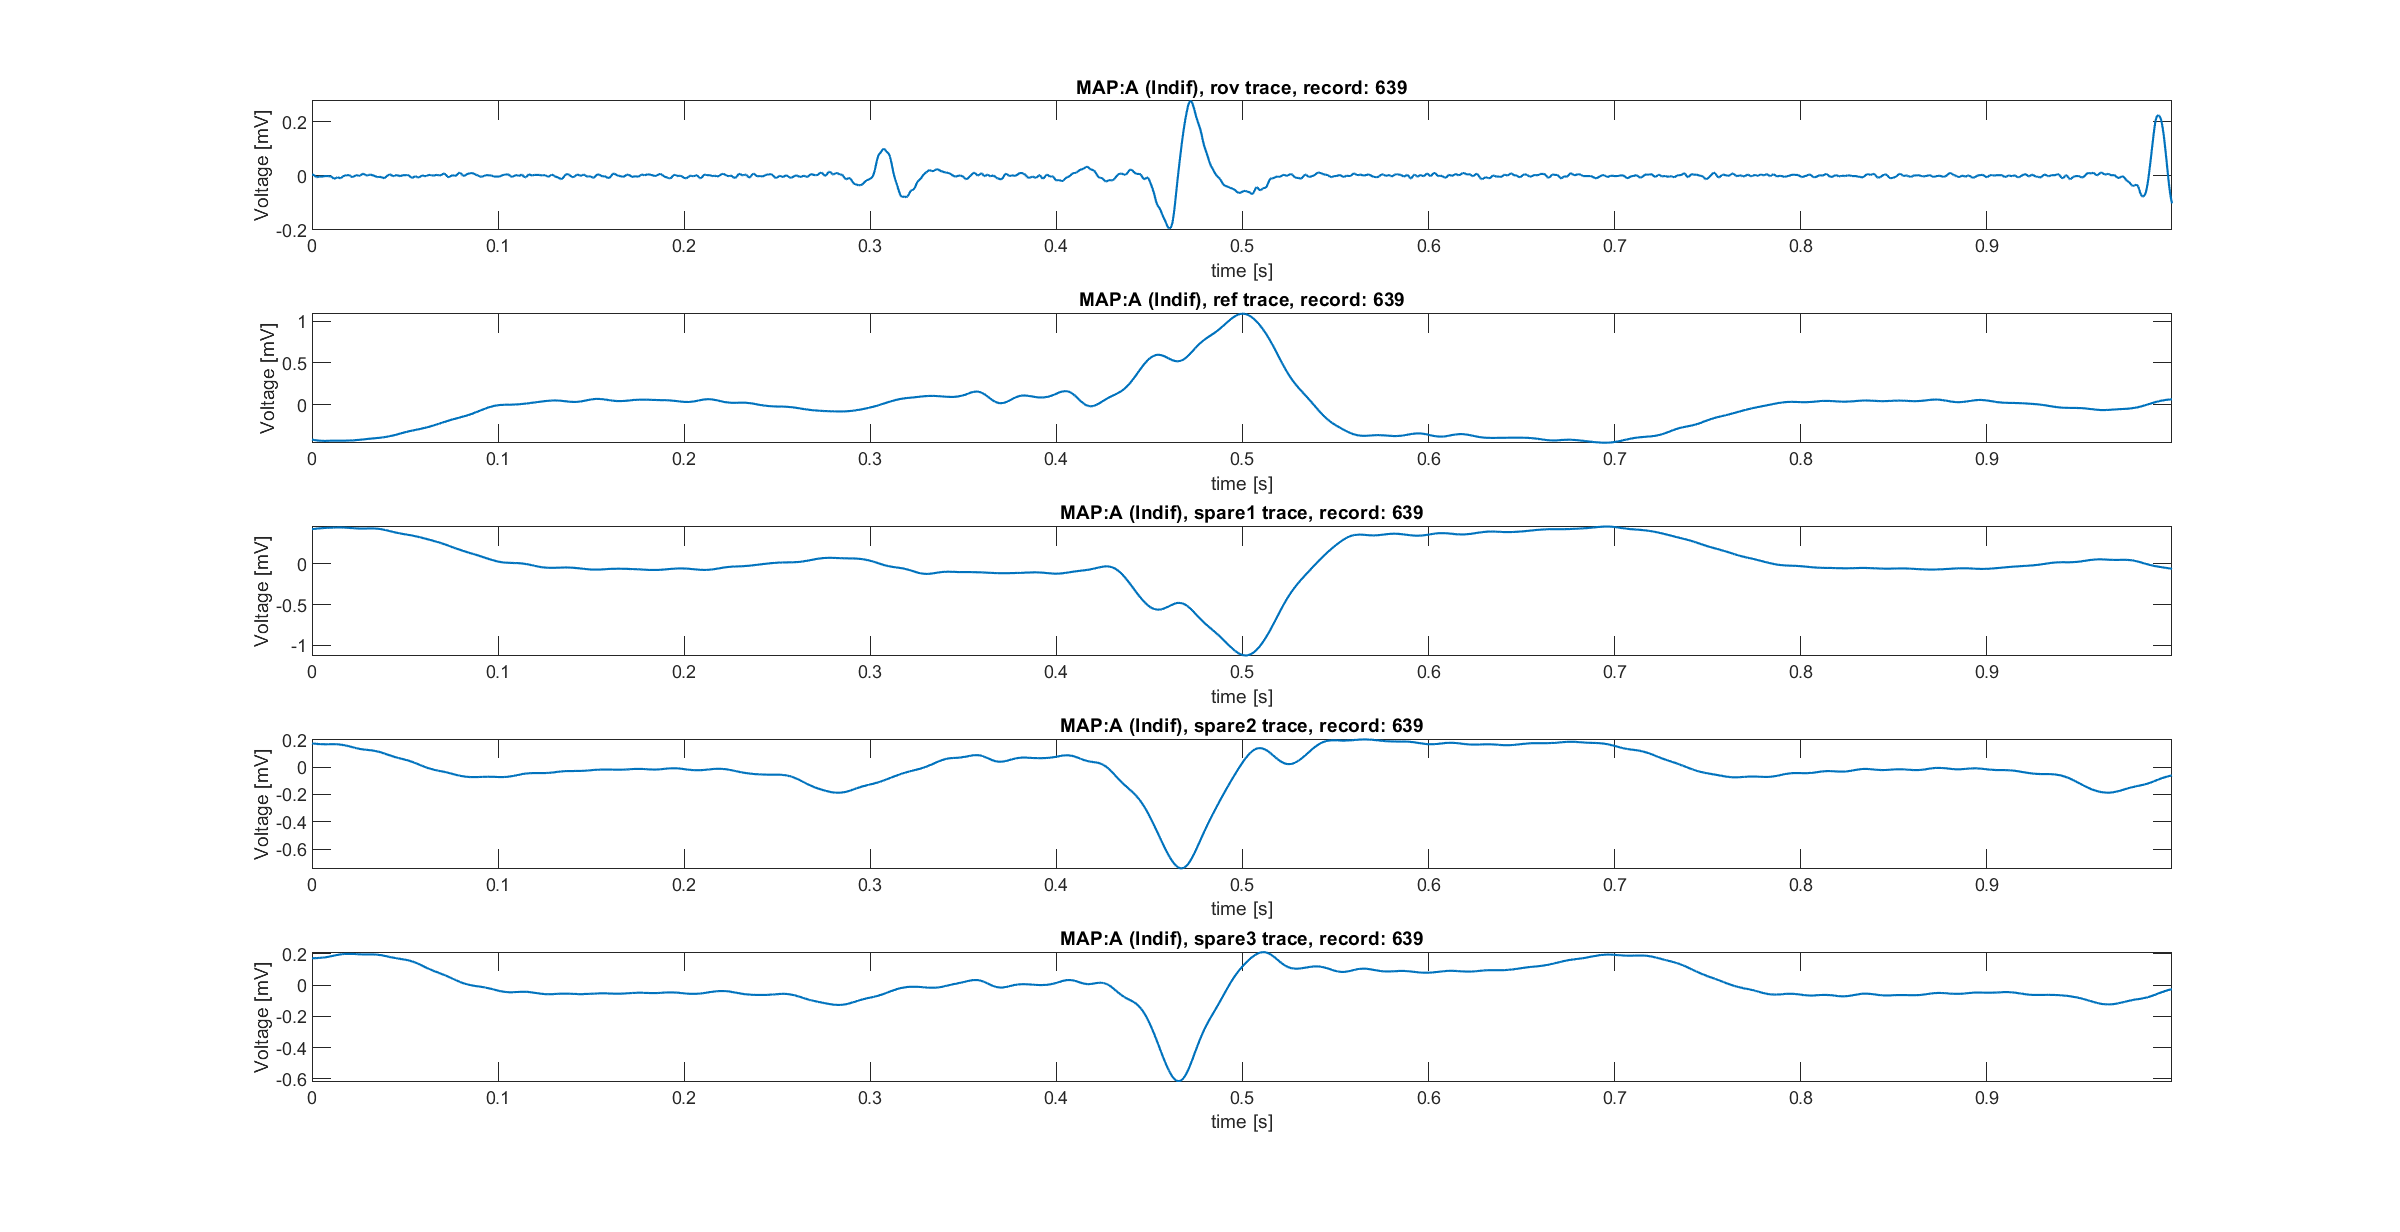 MAP:A (Indif), rov trace, record: 639
Voltage [mV]
0.2
0
-0.2
0 0.1 0.2 0.3 0.4 0.5 0.6 0.7 0.8 0.9
time [s]
MAP:A (Indif), ref trace, record: 639
Voltage [mV]
1
0.5
0
0 0.1 0.2 0.3 0.4 0.5 0.6 0.7 0.8 0.9
time [s]
MAP:A (Indif), spare1 trace, record: 639
Voltage [mV]
0
-0.5
-1
0 0.1 0.2 0.3 0.4 0.5 0.6 0.7 0.8 0.9
time [s]
MAP:A (Indif), spare2 trace, record: 639
Voltage [mV]
0.2
0
-0.2
-0.4
-0.6
0 0.1 0.2 0.3 0.4 0.5 0.6 0.7 0.8 0.9
time [s]
MAP:A (Indif), spare3 trace, record: 639
Voltage [mV]
0.2
0
-0.2
-0.4
-0.6
0 0.1 0.2 0.3 0.4 0.5 0.6 0.7 0.8 0.9
time [s]